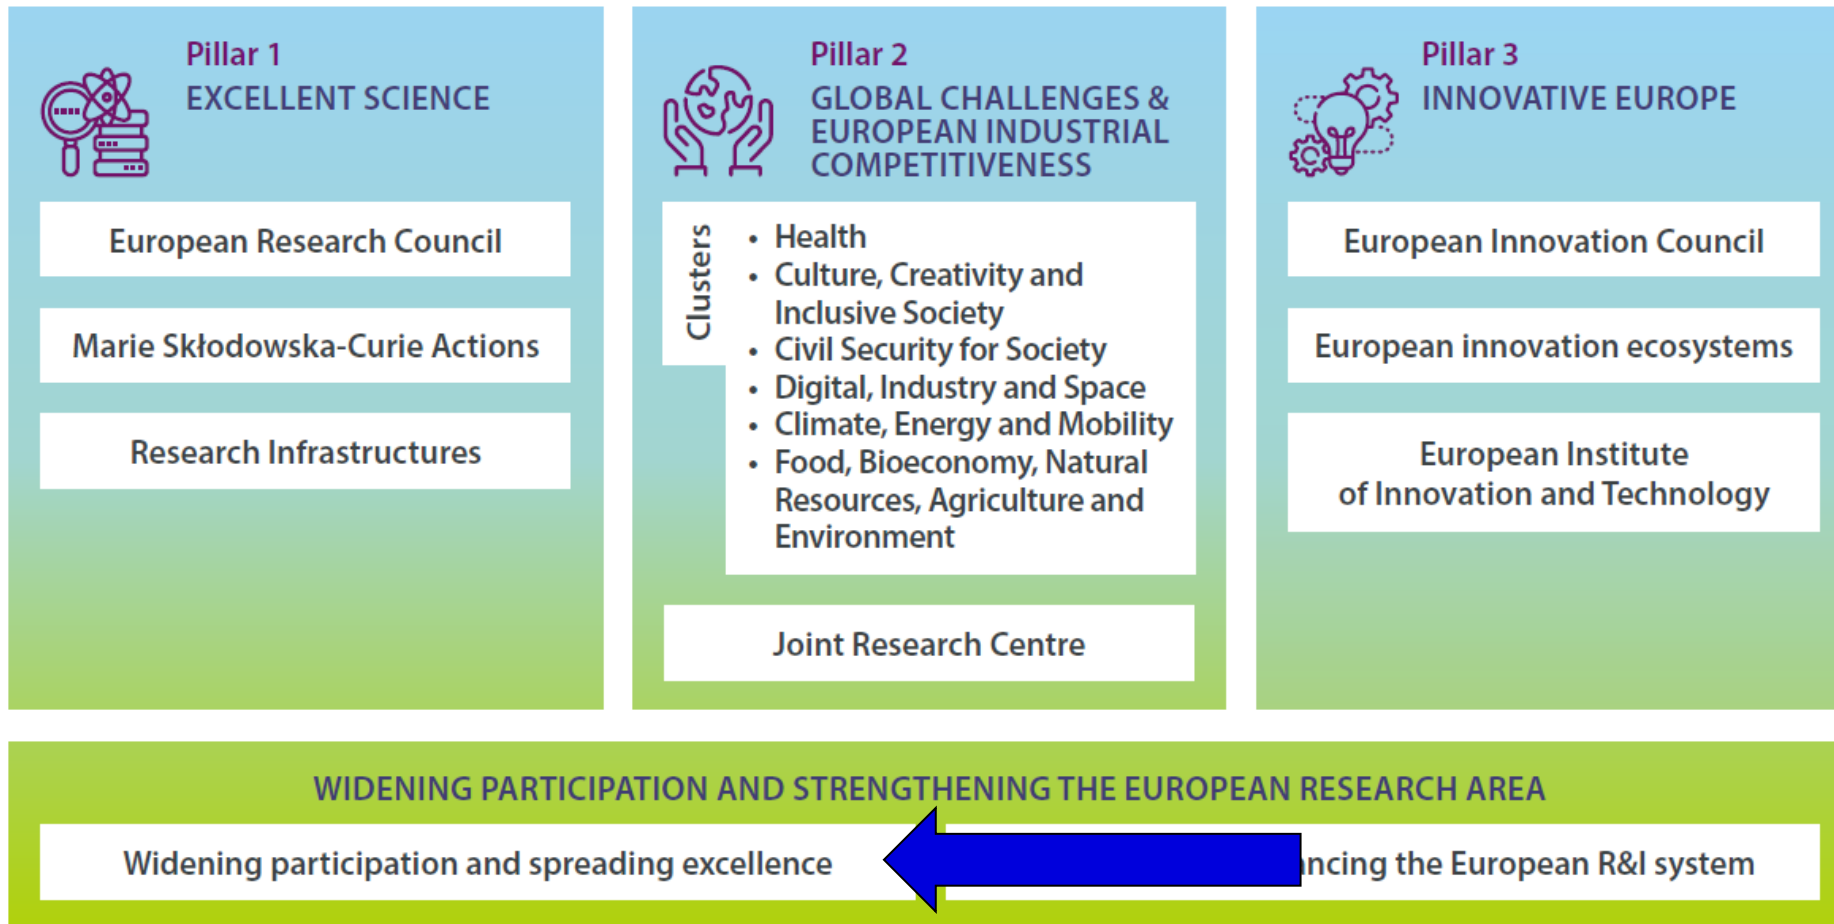 Pillar 1
EXCELLENT SCIENCE
European Research Council
Marie Skłodowska-Curie Actions
Research Infrastructures
Pillar 2
GLOBAL CHALLENGES &
EUROPEAN INDUSTRIAL
COMPETITIVENESS
Clusters
• Health
• Culture, Creativity and
Inclusive Society
• Civil Security for Society
• Digital, Industry and Space
• Climate, Energy and Mobility
• Food, Bioeconomy, Natural
Resources, Agriculture and
Environment
Joint Research Centre
Pillar 3
INNOVATIVE EUROPE
European Innovation Council
European innovation ecosystems
European Institute
of Innovation and Technology
WIDENING PARTICIPATION AND STRENGTHENING THE EUROPEAN RESEARCH AREA
Widening participation and spreading excellence
the European R&I system